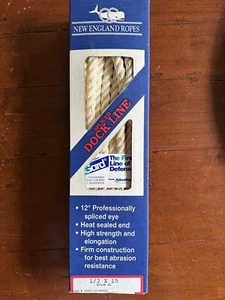 NEW ENGLAND ROPES
DOCK LINE
Gard
The First
Line of
Defense
• 12" Professionally
spliced eye
• Heat sealed end
• High strength and
elongation
• Firm construction
for best abrasion
resistance
1/2 X 15